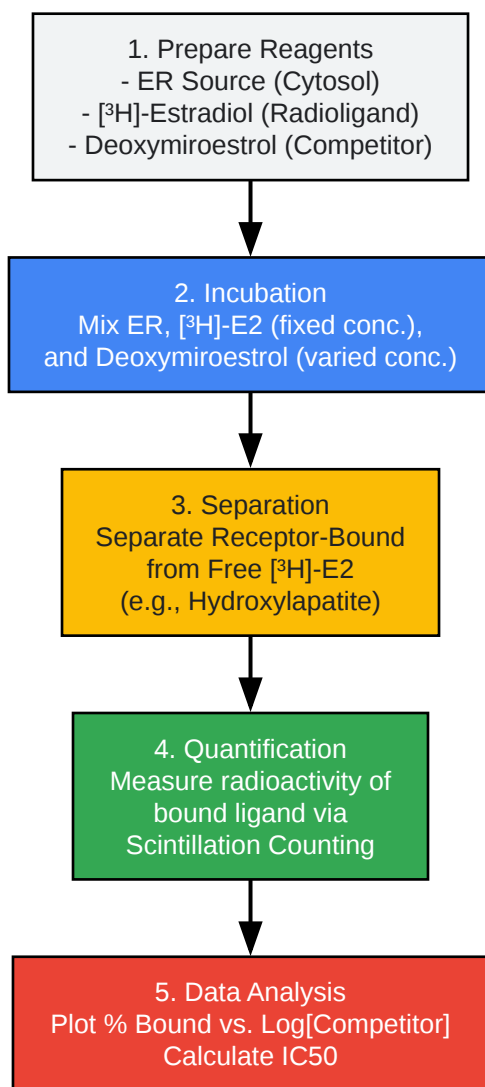 1. Prepare Reagents
- ER Source (Cytosol)
- [³H]-Estradiol (Radioligand)
- Deoxymiroestrol (Competitor)
2. Incubation
Mix ER, [³H]-E2 (fixed conc.),
and Deoxymiroestrol (varied conc.)
3. Separation
Separate Receptor-Bound
from Free [³H]-E2
(e.g., Hydroxylapatite)
4. Quantification
Measure radioactivity of
bound ligand via
Scintillation Counting
5. Data Analysis
Plot % Bound vs. Log[Competitor]
Calculate IC50